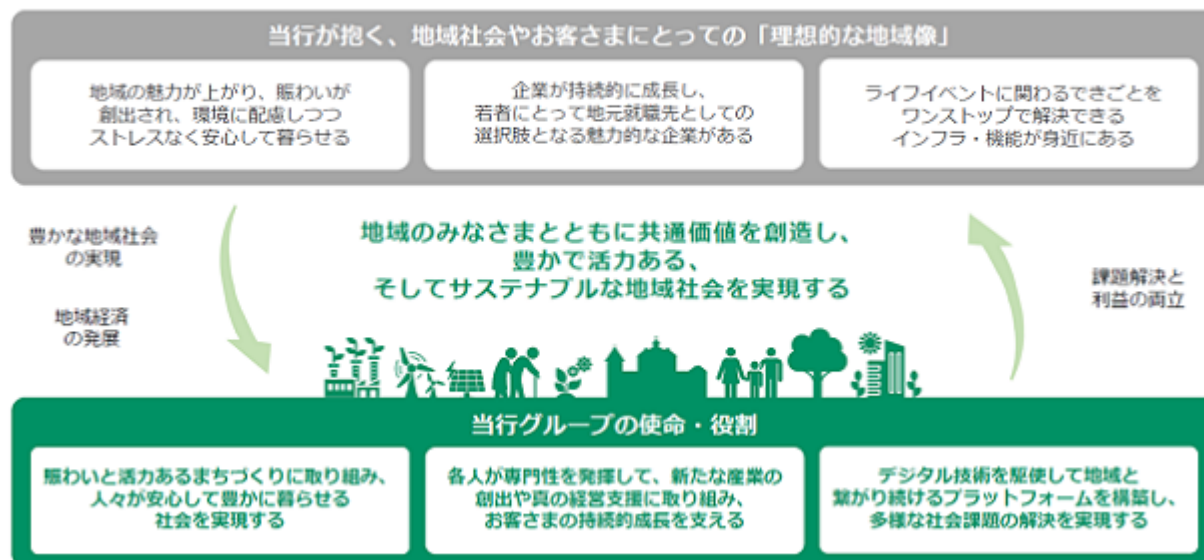 当行が抱く、地域社会やお客さまにとっての「理想的な地域像」
地域の魅力が上がり、賑わいが
創出され、環境に配慮しつつ
ストレスなく安心して暮らせる
企業が持続的に成長し、
若者にとって地元就職先としての
選択肢となる魅力的な企業がある
ライフイベントに関わるできごとを
ワンストップで解決できる
インフラ・機能が身近にある
豊かな地域社会
の実現
地域経済
の発展
地域のみなさまとともに共通価値を創造し、
豊かで活力ある、
そしてサステナブルな地域社会を実現する
課題解決と
利益の両立
当行グループの使命・役割
賑わいと活力あるまちづくりに取り組み、
人々が安心して豊かに暮らせる
社会を実現する
各人が専門性を発揮して、新たな産業の
創出や真の経営支援に取り組み、
お客さまの持続的成長を支える
デジタル技術を駆使して地域と
繋がり続けるプラットフォームを構築し、
多様な社会課題の解決を実現する